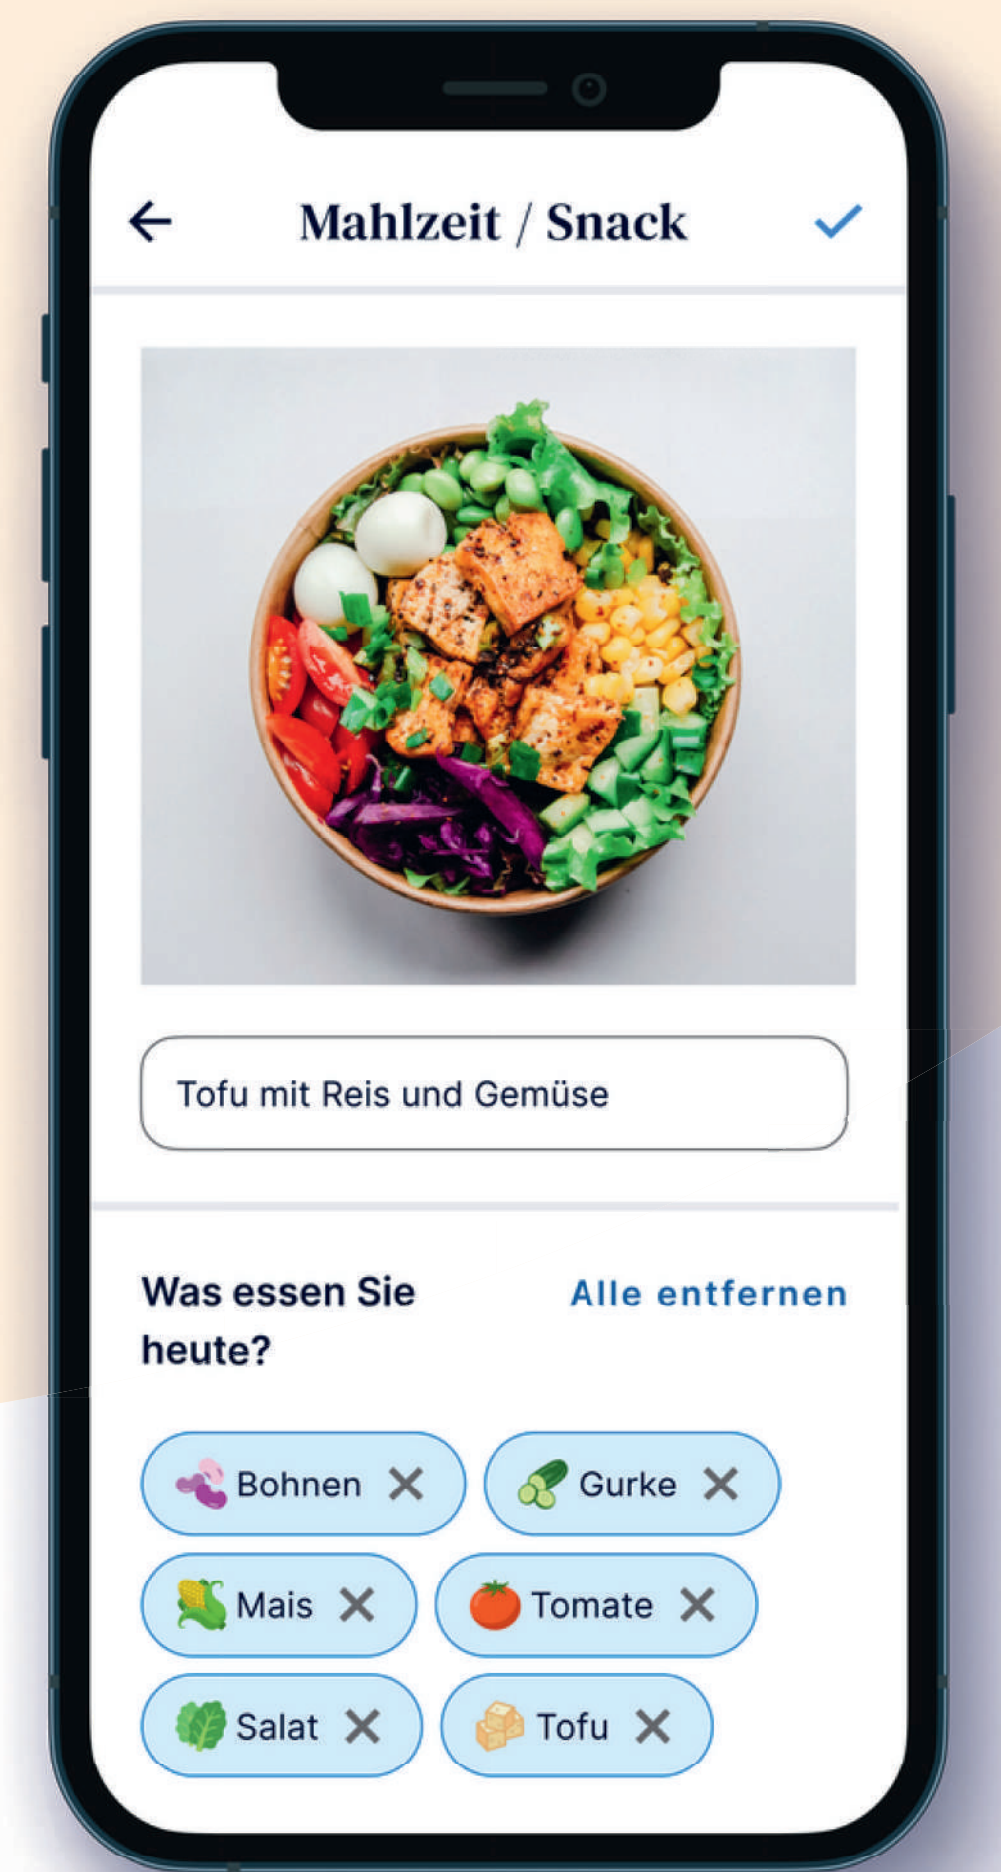 Mahlzeit / Snack
Tofu mit Reis und Gemüse
Was essen Sie
heute?
Alle entfernen
Bohnen
Gurke
Mais
Tomate
Salat
Tofu